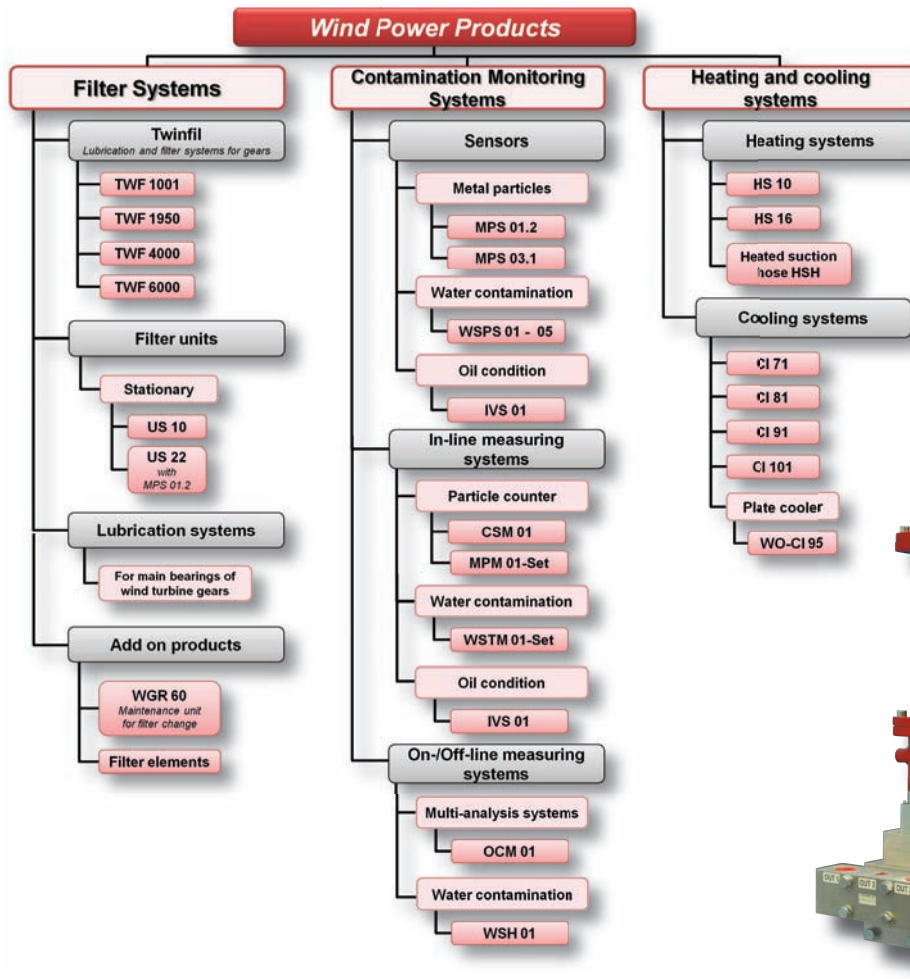 Wind Power Products
Filter Systems
Twinfil
Lubrication and filter systems for gears
TWF 1001
TWF 1950
TWF 4000
TWF 6000
Filter units
Stationary
US 10
US 22
with
MPS 01.2
Lubrication systems
For main bearings of
wind turbine gears
Add on products
WGR 60
Maintenance unit
for filter change
Filter elements
Contamination Monitoring
Systems
Sensors
Metal particles
MPS 01.2
MPS 03.1
Water contamination
WSPS 01 - 05
Oil condition
IVS 01
In-line measuring
systems
Particle counter
CSM 01
MPM 01-Set
Water contamination
WSTM 01-Set
Oil condition
IVS 01
On-/Off-line measuring
systems
Multi-analysis systems
OCM 01
Water contamination
WSH 01
Heating and cooling
systems
Heating systems
HS 10
HS 16
Heated suction
hose HSH
Cooling systems
CI 71
CI 81
CI 91
CI 101
Plate cooler
WO-CI 95
OUT
OUT 2
OUT